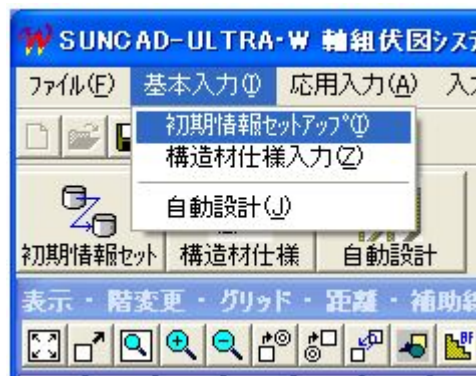 SUNCAD-ULTRA・W 軸組伏図システ
ファイル(F) 基本入力(I) 応用入力(A) 入
初期情報セットアップ(I)
構造材仕様入力(Z)
自動設計(J)
初期情報セット 構造材仕様 自動設計
表示・階変更・グリッド・距離・補助線
BF